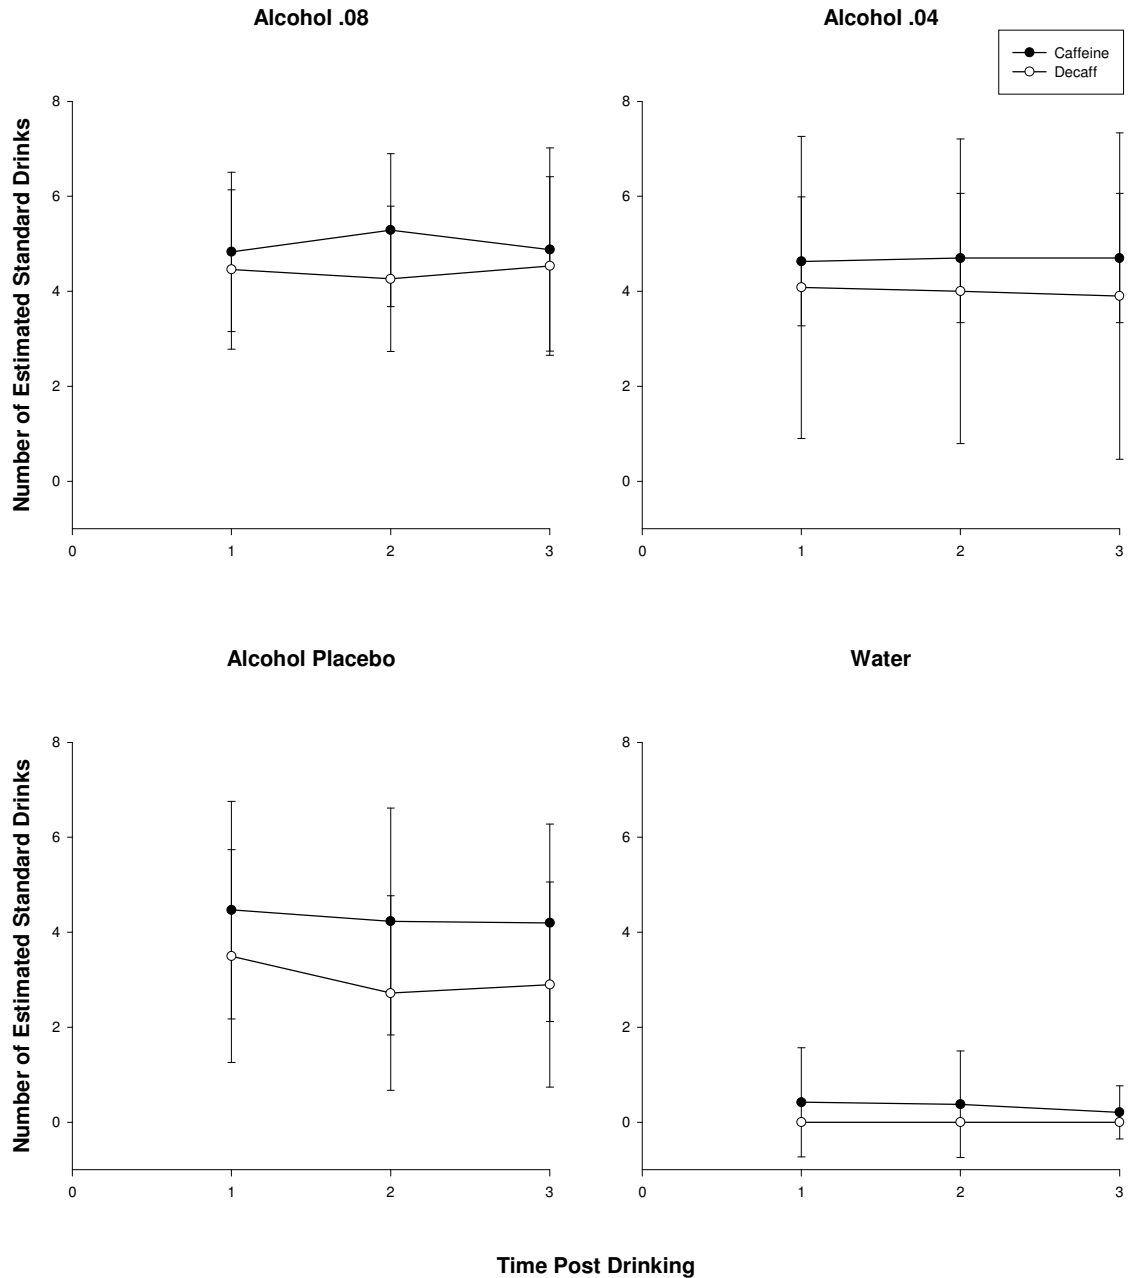 Alcohol .08
Alcohol .04
Caffeine
Decaff
Number of Estimated Standard Drinks
8
6
4
2
0
0 1 2 3
8
6
4
2
0
0 1 2 3
Alcohol Placebo
Water
Number of Estimated Standard Drinks
8
6
4
2
0
0 1 2 3
8
6
4
2
0
0 1 2 3
Time Post Drinking